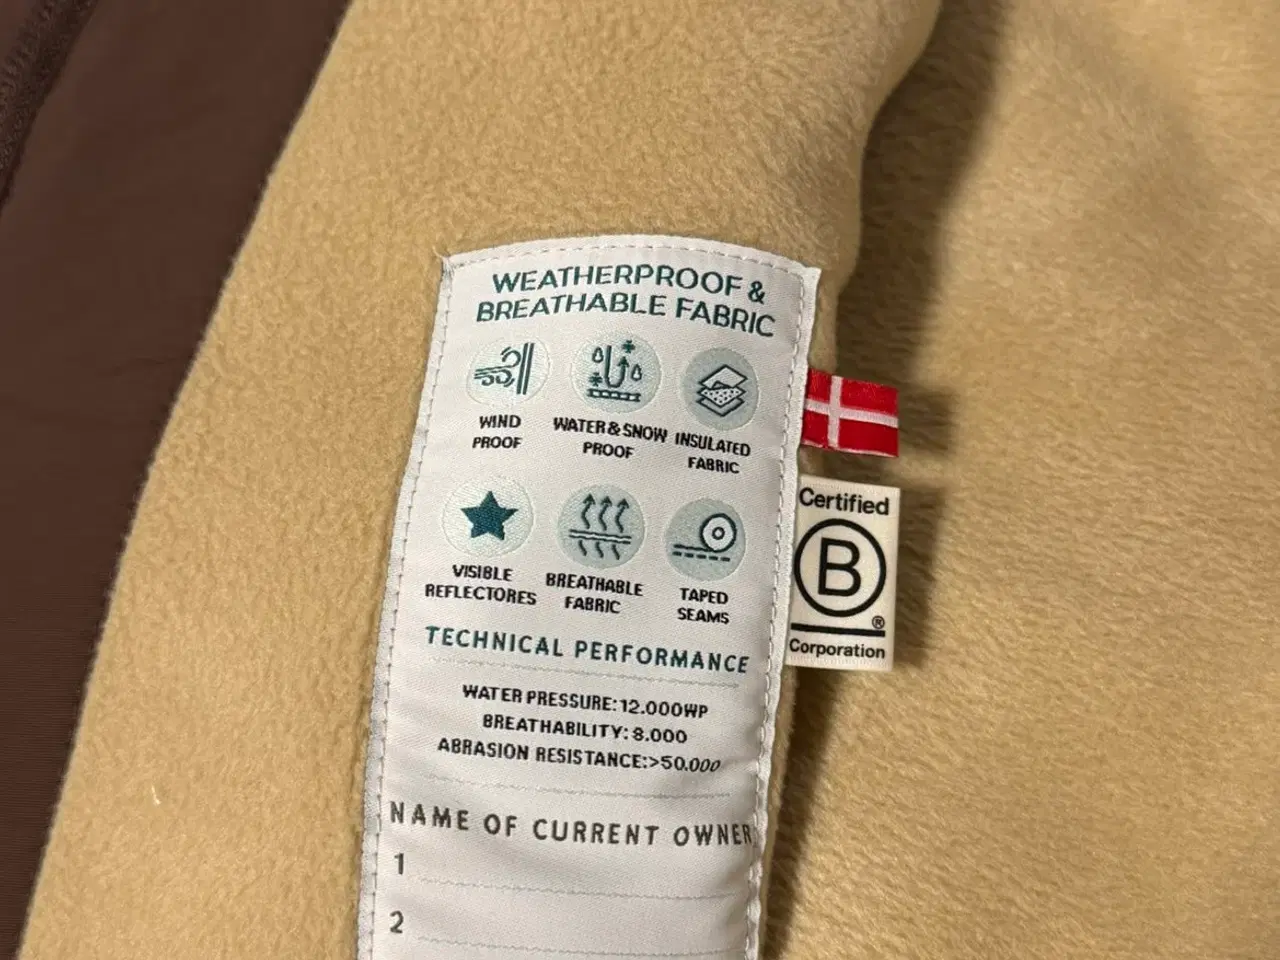 WEATHERPROOF &
BREATHABLE FABRIC
WIND
PROOF
WATER & SNOW
PROOF
INSULATED
FABRIC
VISIBLE
REFLECTORES
BREATHABLE
FABRIC
TAPED
SEAMS
TECHNICAL PERFORMANCE
WATER PRESSURE:12.000WP
BREATHABILITY:8.000
ABRASION RESISTANCE:>50.000
NAME OF CURRENT OWNER
1
2
Certified
B
®
Corporation